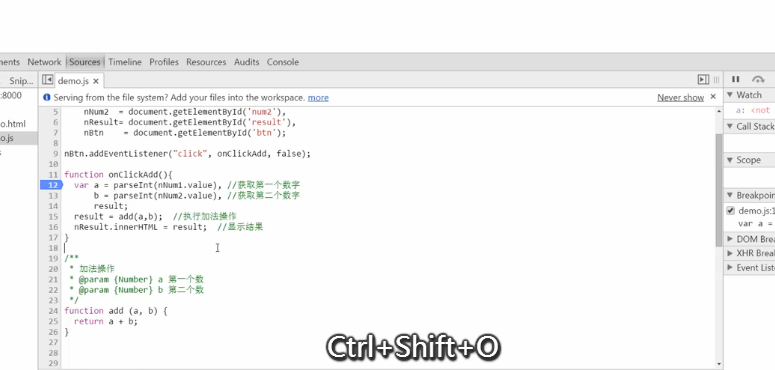 ments Network Sources Timeline Profiles Resources Audits Console
Snip... demo.js ×
:8000
Serving from the file system? Add your files into the workspace. more Never show ×
o.html
o.js
s
5 nNum2 = document.getElementById('num2'),
6 nResult= document.getElementById('result'),
7 nBtn = document.getElementById('btn');
8
9 nBtn.addEventListener("click", onClickAdd, false);
10
11 function onClickAdd(){
12 var a = parseInt(nNum1.value), //获取第一个数字
13 b = parseInt(nNum2.value), //获取第二个数字
14 result;
15 result = add(a,b); //执行加法操作
16 nResult.innerHTML = result; //显示结果
17 }
18
19 /**
20 * 加法操作
21 * @param {Number} a 第一个数
22 * @param {Number} b 第二个数
23 */
24 function add (a, b) {
25 return a + b;
26 }
27
28
29
Watch
a: <not
Call Stack
Scope
Breakpoin
demo.js:1
var a =
DOM Brea
XHR Breal
Event Liste
Ctrl+Shift+O